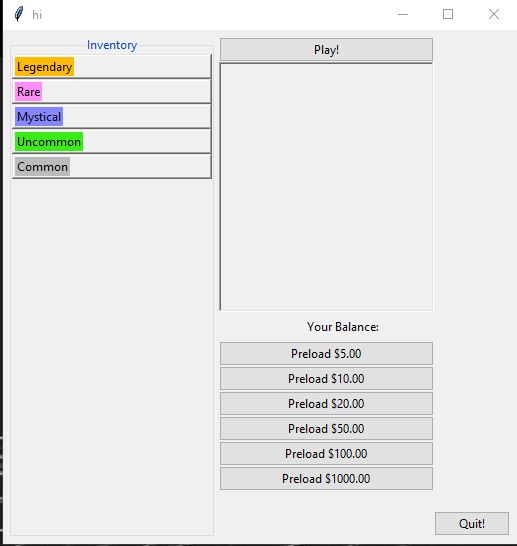 hi
Inventory
Legendary
Rare
Mystical
Uncommon
Common
Play!
Your Balance:
Preload $5.00
Preload $10.00
Preload $20.00
Preload $50.00
Preload $100.00
Preload $1000.00
Quit!